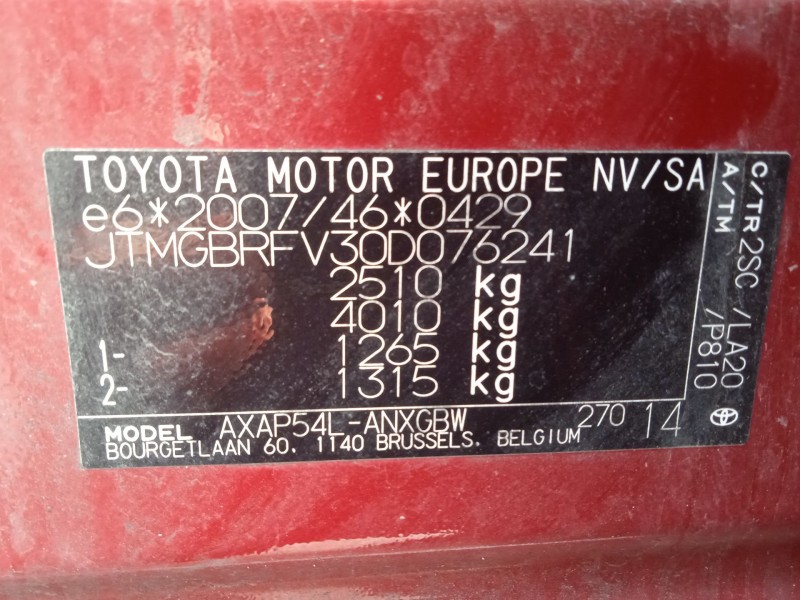 TOYOTA MOTOR EUROPE NV/SA
e6*2007/46*0429
JTMGBRFV30D076241
2510 kg
4010 kg
1- 1265 kg
2- 1315 kg
MODEL AXAP54L-ANXGBW 270 14
BOURGETLAAN 60, 1140 BRUSSELS, BELGIUM
C/TR 2SC /LA20
A/TM /P810